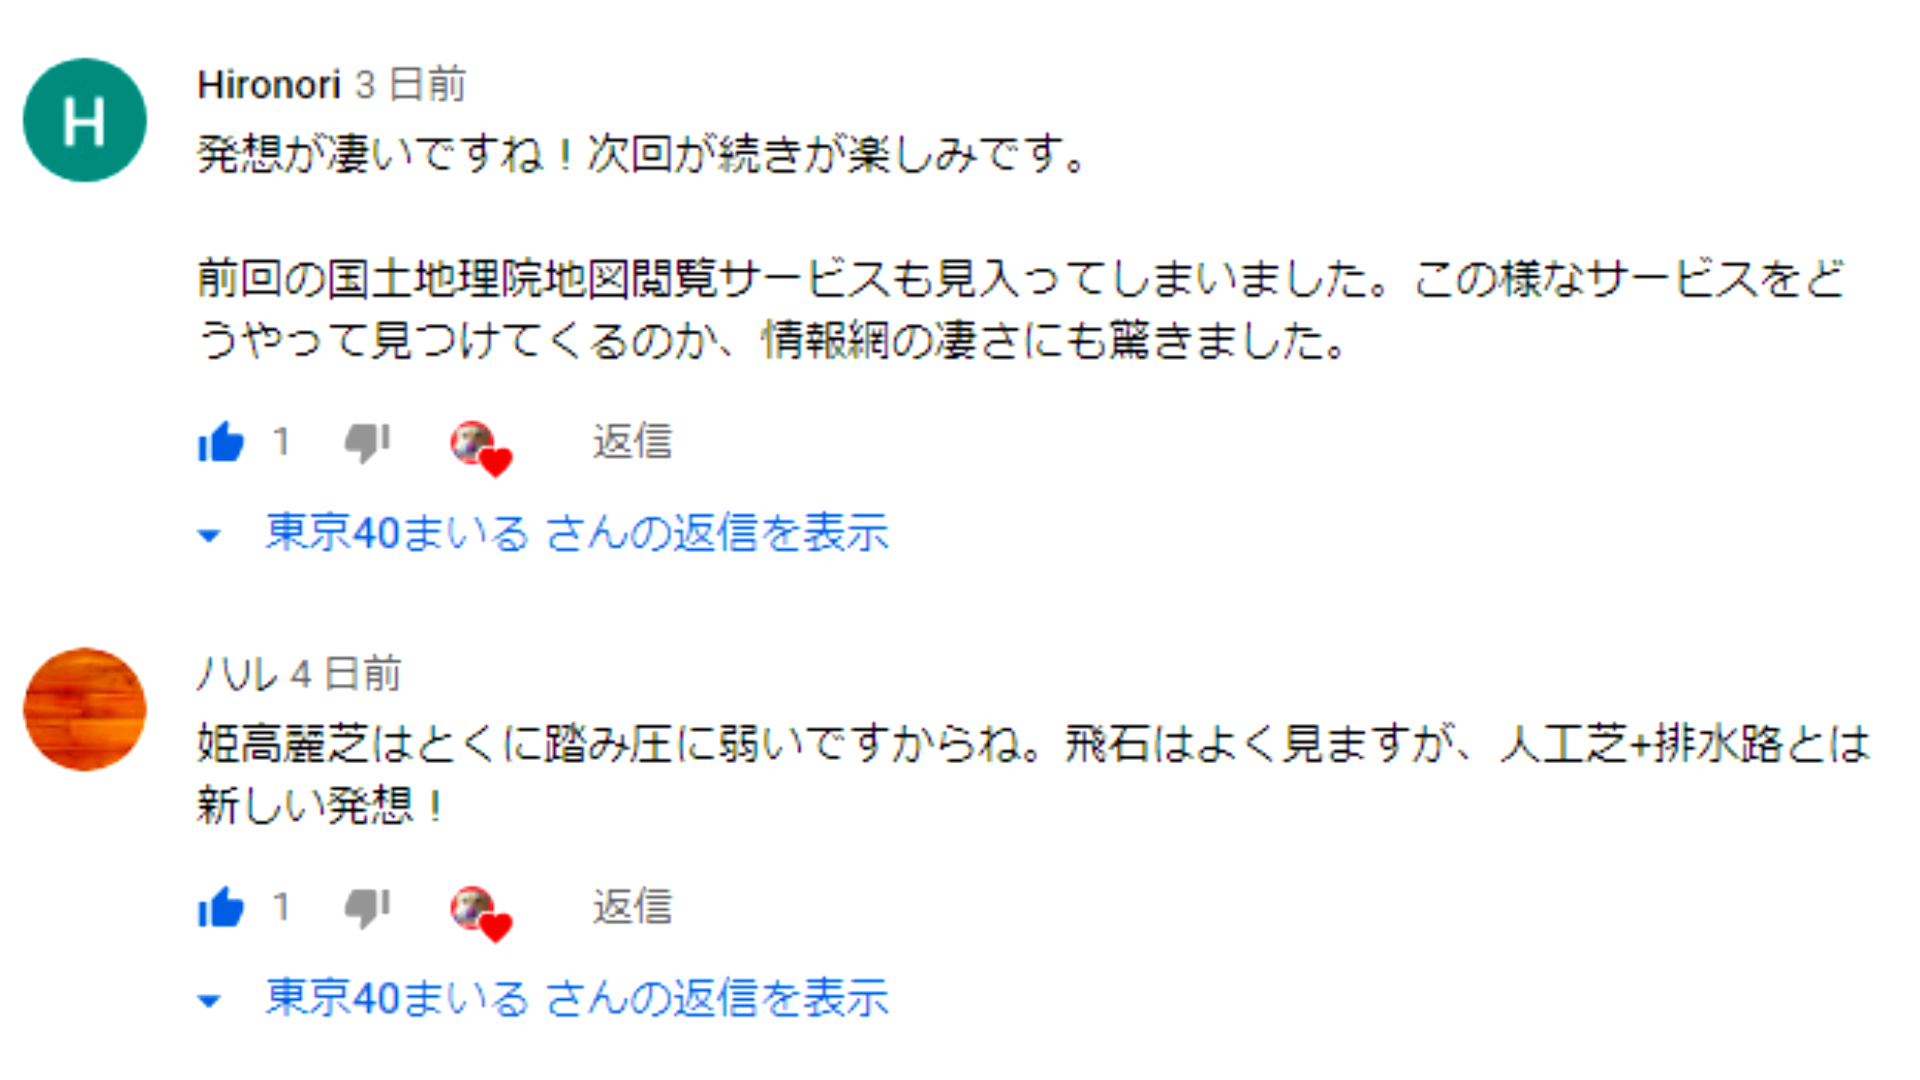 H
Hironori 3 日前
発想が凄いですね！次回が続きが楽しみです。
前回の国土地理院地図閲覧サービスも見入ってしまいました。この様なサービスをど
うやって見つけてくるのか、情報網の凄さにも驚きました。
1 返信
東京40まいる さんの返信を表示
ハル 4 日前
姫高麗芝はとくに踏み圧に弱いですからね。飛石はよく見ますが、人工芝+排水路とは
新しい発想！
1 返信
東京40まいる さんの返信を表示